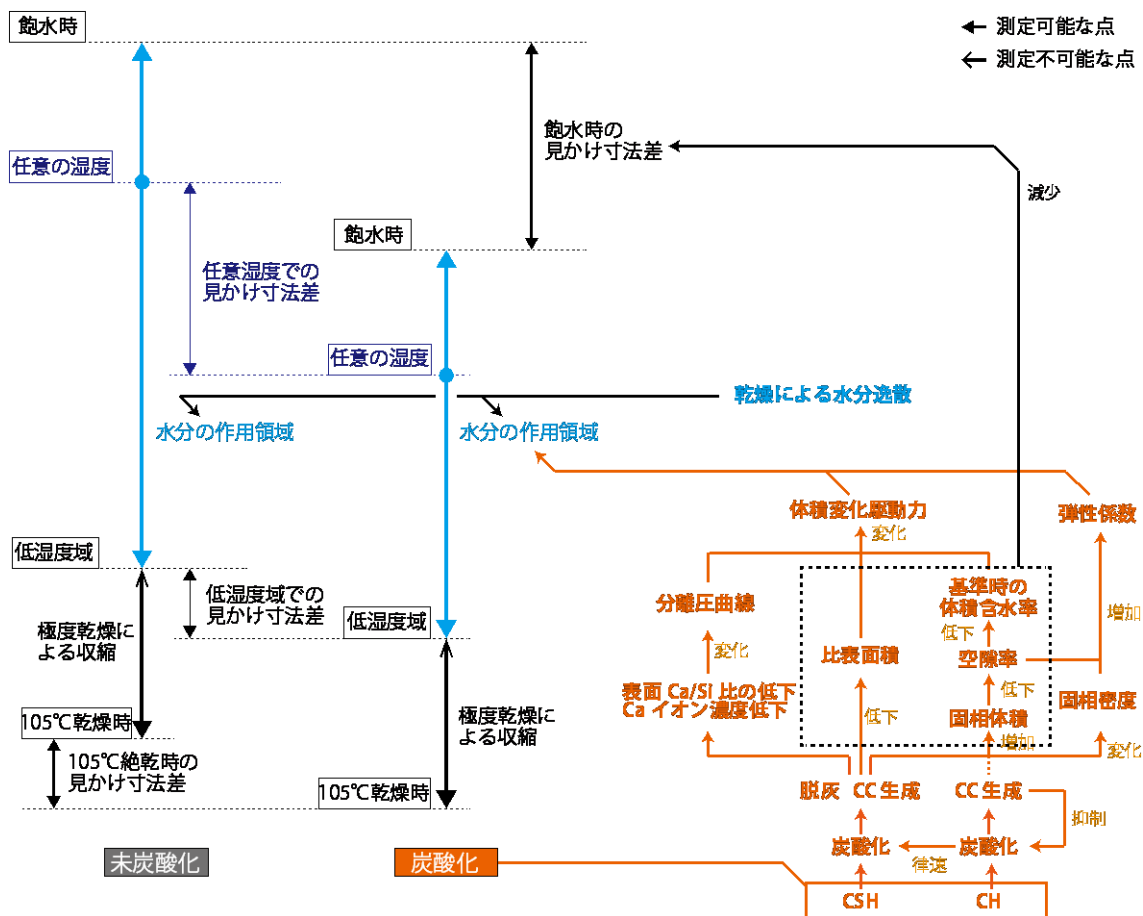 飽水時
測定可能な点
測定不可能な点
飽水時の
見かけ寸法差
任意の湿度
減少
飽水時
任意湿度での
見かけ寸法差
任意の湿度
乾燥による水分逸散
水分の作用領域
水分の作用領域
体積変化駆動力
変化
弾性係数
低湿度域
低湿度域での
見かけ寸法差
分離圧曲線
基準時の
体積含水率
増加
低湿度域
低下
極度乾燥に
よる収縮
変化
比表面積
空隙率
表面 Ca/Si 比の低下
Ca イオン濃度低下
低下
低下
固相体積
固相密度
105℃乾燥時
極度乾燥に
よる収縮
増加
変化
105℃絶乾時の
見かけ寸法差
105℃乾燥時
脱灰 CC 生成
CC 生成
抑制
未炭酸化
炭酸化
炭酸化
炭酸化
律速
CSH
CH